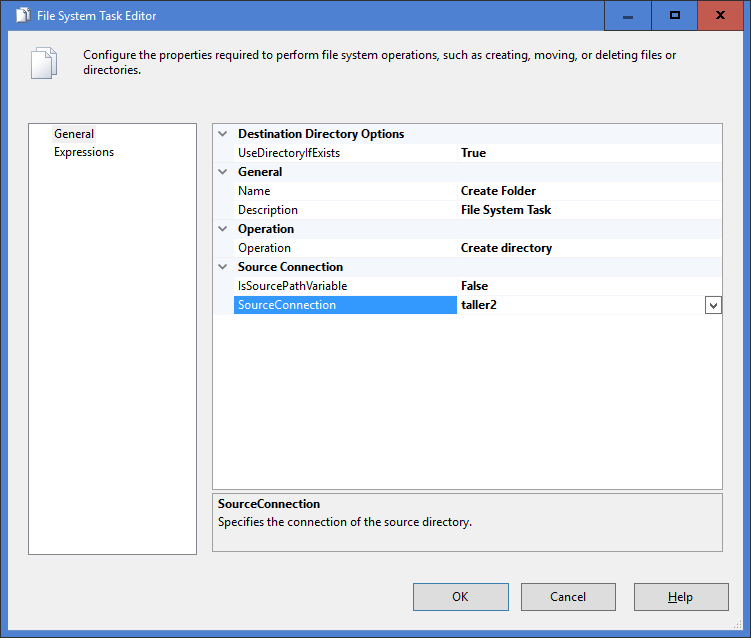 File System Task Editor
Configure the properties required to perform file system operations, such as creating, moving, or deleting files or
directories.
General
Expressions
Destination Directory Options
UseDirectoryIfExists True
General
Name Create Folder
Description File System Task
Operation
Operation Create directory
Source Connection
IsSourcePathVariable False
SourceConnection taller2
SourceConnection
Specifies the connection of the source directory.
OK Cancel Help